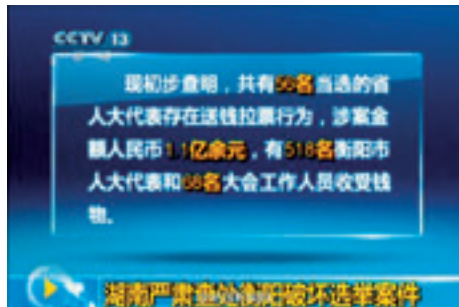 CCTV 13
现初步查明，共有56名当选的省
人大代表存在送钱拉票行为，涉案金
额人民币1.1亿余元，有518名衡阳市
人大代表和68名大会工作人员收受钱
物。
湖南严肃查处衡阳破坏选举案件